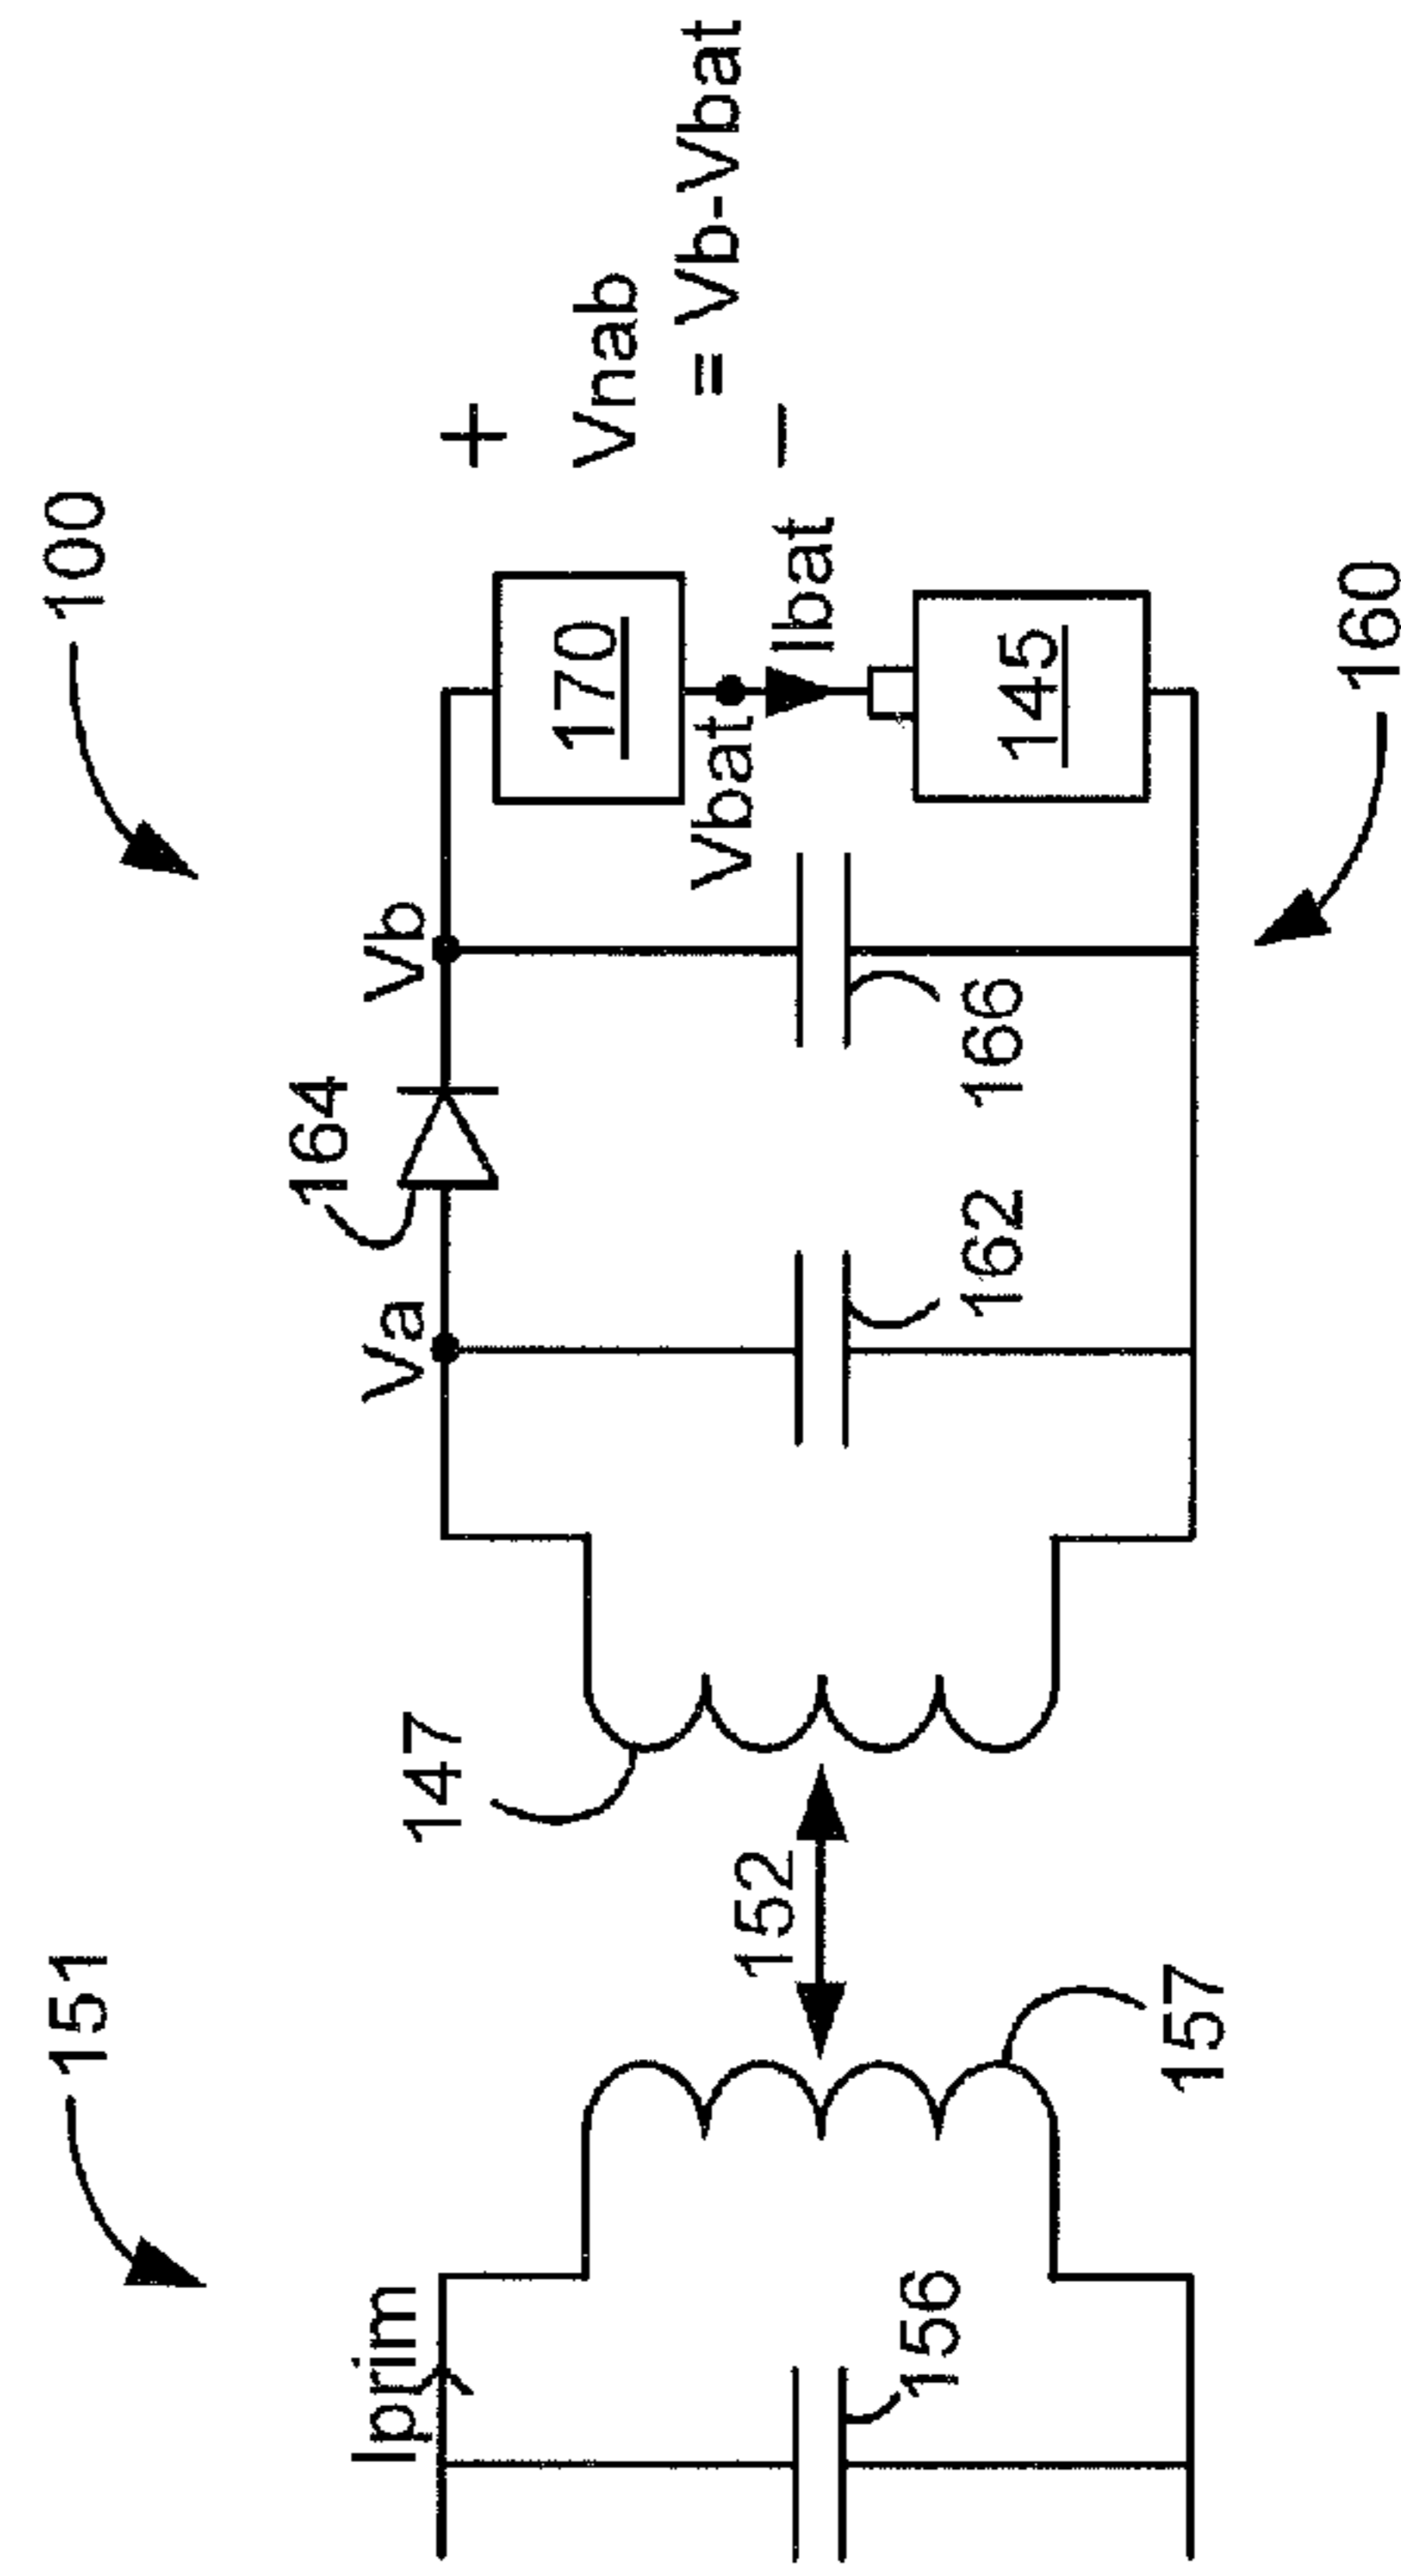 151
100
Iprim
156
157
152
147
Va
164
Vb
162
166
170
Vbat
Ibat
145
+
Vnab
= Vb-Vbat
−
160